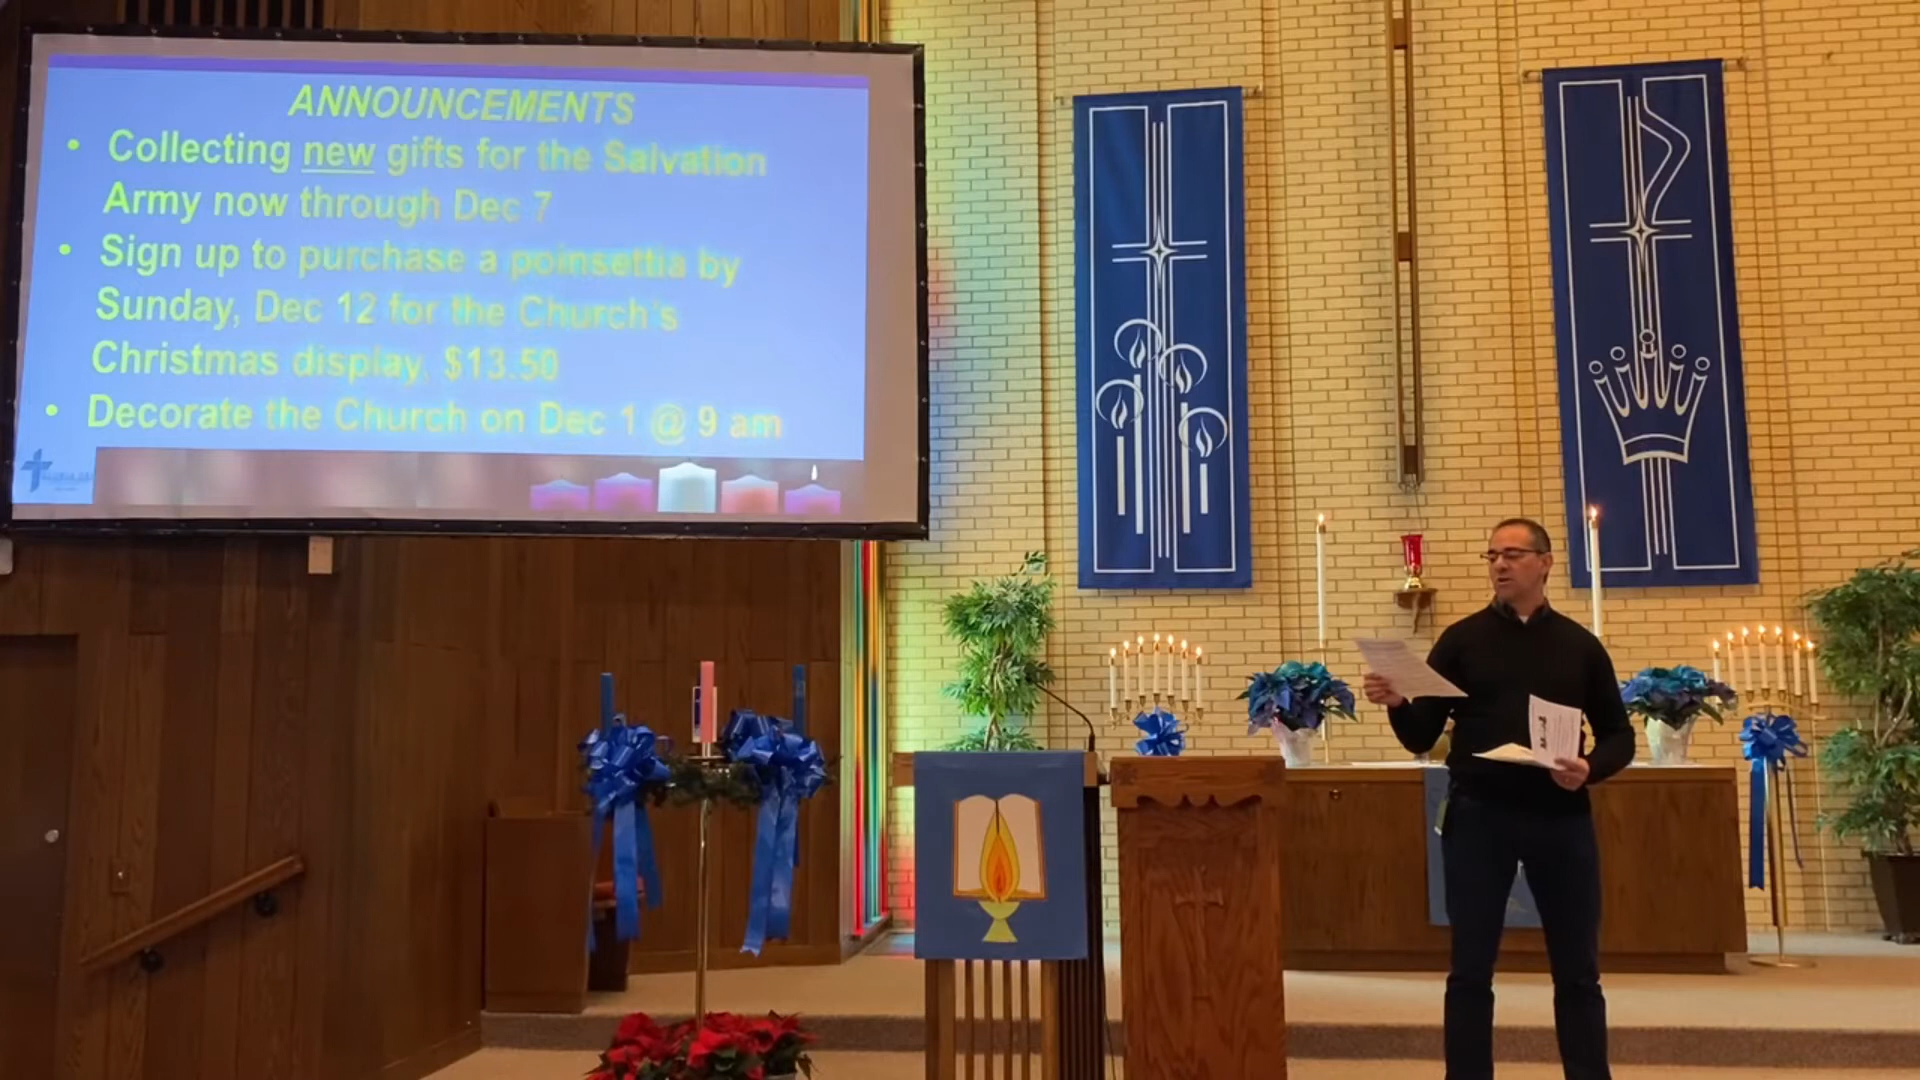 ANNOUNCEMENTS
• Collecting new gifts for the Salvation
Army now through Dec 7
• Sign up to purchase a poinsettia by
Sunday, Dec 12 for the Church's
Christmas display. $13.50
• Decorate the Church on Dec 1 @ 9 am